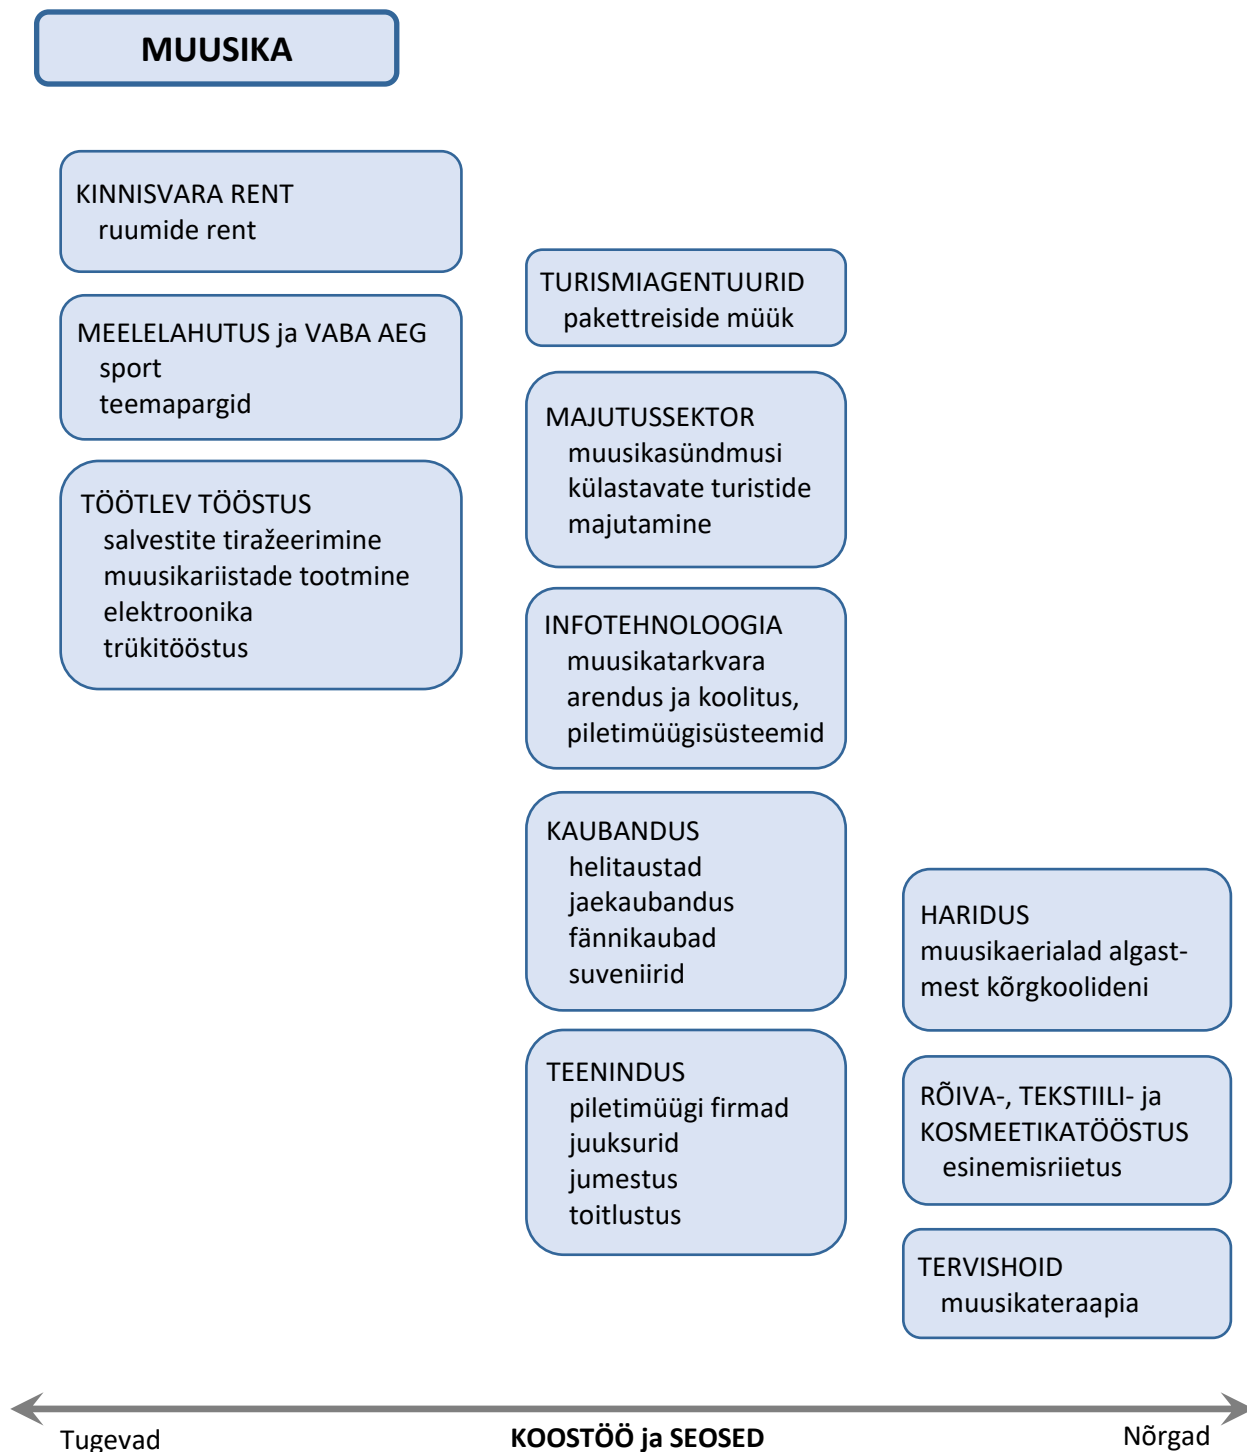 MUUSIKA
KINNISVARA RENT
ruumide rent
MEELELAHUTUS ja VABA AEG
sport
teemapargid
TÖÖTLEV TÖÖSTUS
salvestite tiražeerimine
muusikariistade tootmine
elektroonika
trükitööstus
TURISMIAGENTUURID
pakettreiside müük
MAJUTUSSEKTOR
muusikasündmusi
külastavate turistide
majutamine
INFOTEHNOLOOGIA
muusikatarkvara
arendus ja koolitus,
piletimüügisüsteemid
KAUBANDUS
helitaustad
jaekaubandus
fännikaubad
suveniirid
TEENINDUS
piletimüügi firmad
juuksurid
jumestus
toitlustus
HARIDUS
muusikaerialad algast-
mest kõrgkoolideni
RÕIVA-, TEKSTIILI- ja
KOSMEETIKATÖÖSTUS
esinemisriietus
TERVISHOID
muusikateraapia
Tugevad
KOOSTÖÖ ja SEOSED
Nõrgad